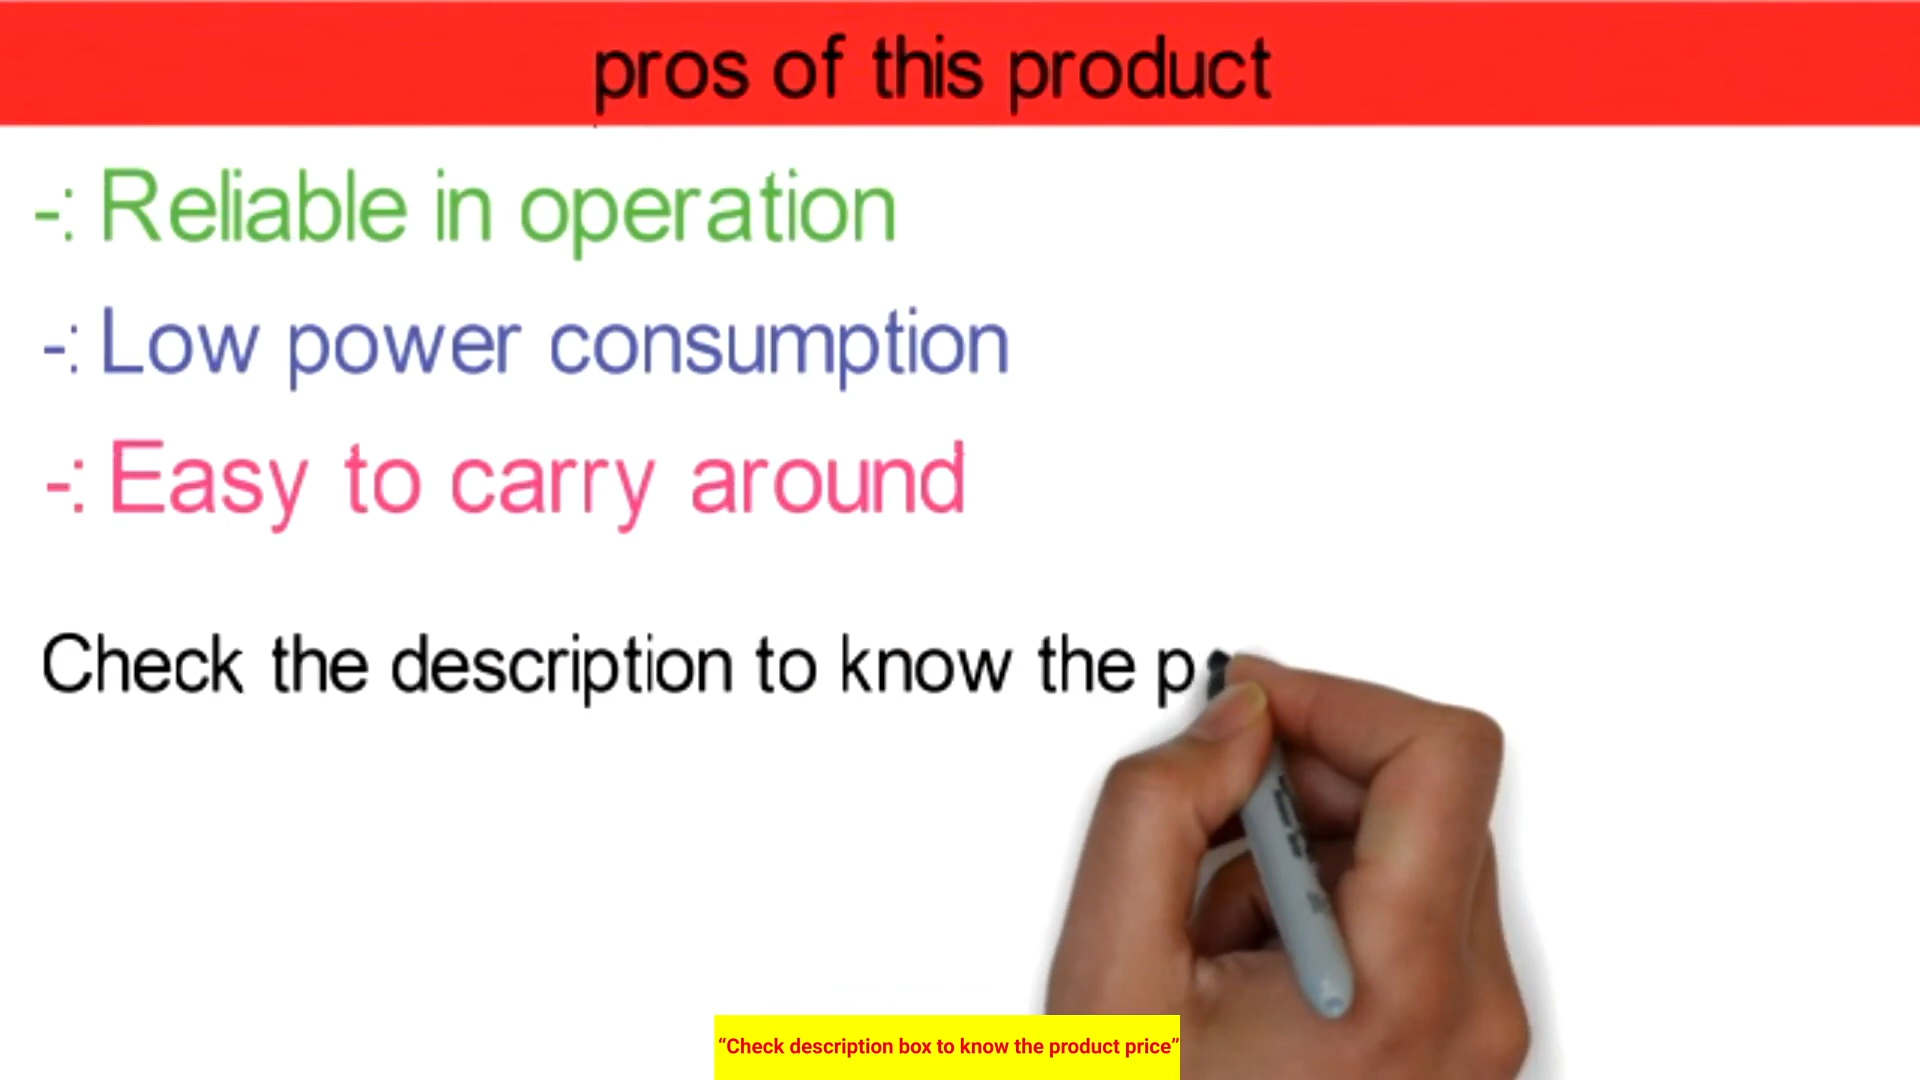 pros of this product
-: Reliable in operation
-: Low power consumption
-: Easy to carry around
Check the description to know the p
“Check description box to know the product price”